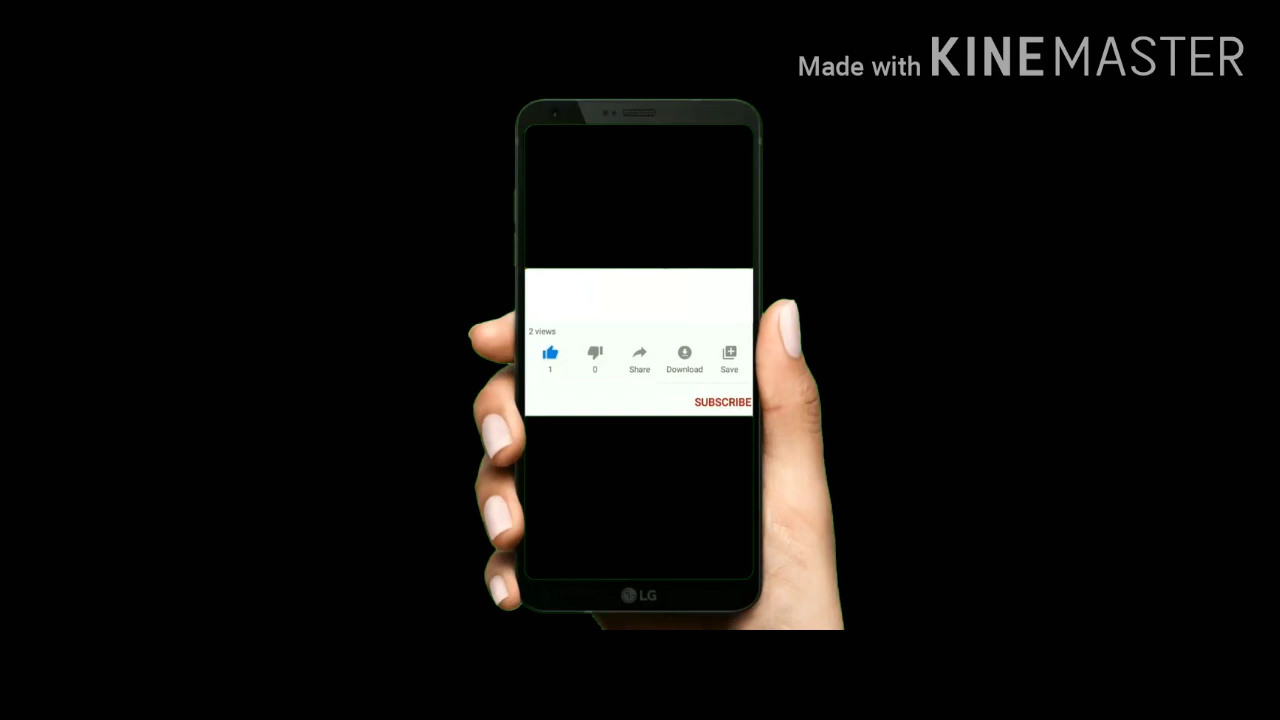 Made with KINEMASTER
2 views
1 0 Share Download Save
SUBSCRIBE
LG